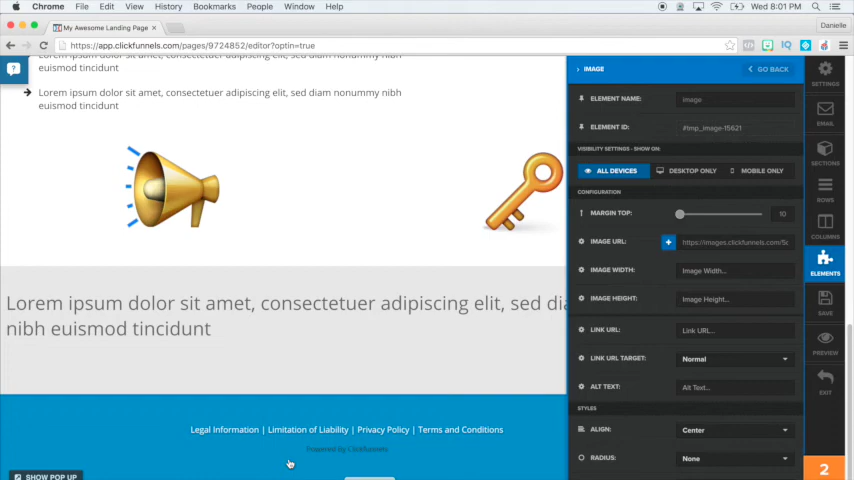 Chrome File Edit View History Bookmarks People Window Help
Wed 8:01 PM
My Awesome Landing Page
Danielle
https://app.clickfunnels.com/pages/9724852/editor?optin=true
Lorem ipsum dolor sit amet, consectetuer adipiscing elit, sed diam nonummy nibh
euismod tincidunt
Lorem ipsum dolor sit amet, consectetuer adipiscing elit, sed diam nonummy nibh
euismod tincidunt
Lorem ipsum dolor sit amet, consectetuer adipiscing elit, sed dia
nibh euismod tincidunt
Legal Information | Limitation of Liability | Privacy Policy | Terms and Conditions
Powered By ClickFunnels
SHOW POP UP
IMAGE
GO BACK
ELEMENT NAME: image
ELEMENT ID: #tmp_image-15621
VISIBILITY SETTINGS - SHOW ON:
ALL DEVICES DESKTOP ONLY MOBILE ONLY
CONFIGURATION
MARGIN TOP: 10
IMAGE URL: https://images.clickfunnels.com/5c
IMAGE WIDTH: Image Width...
IMAGE HEIGHT: Image Height...
LINK URL: Link URL...
LINK URL TARGET: Normal
ALT TEXT: Alt Text...
STYLES
ALIGN: Center
RADIUS: None
SETTINGS
EMAIL
SECTIONS
ROWS
COLUMNS
ELEMENTS
SAVE
PREVIEW
EXIT
2